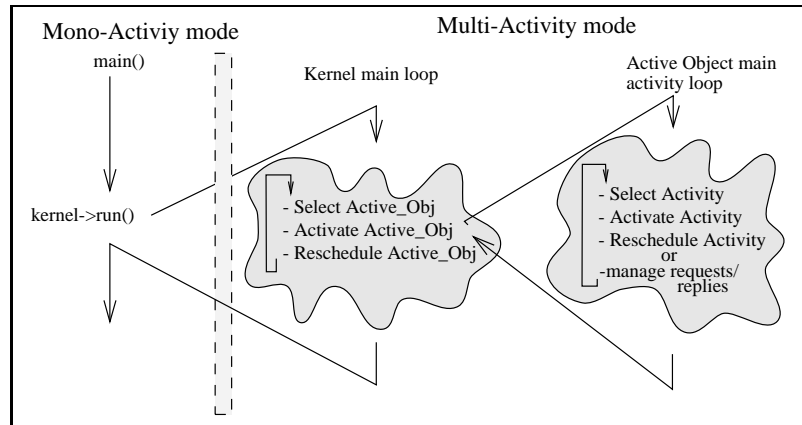 Mono-Activiy mode
Multi-Activity mode
main()
kernel->run()
Kernel main loop
- Select Active_Obj
- Activate Active_Obj
- Reschedule Active_Obj
Active Object main
activity loop
- Select Activity
- Activate Activity
- Reschedule Activity
or
-manage requests/
replies